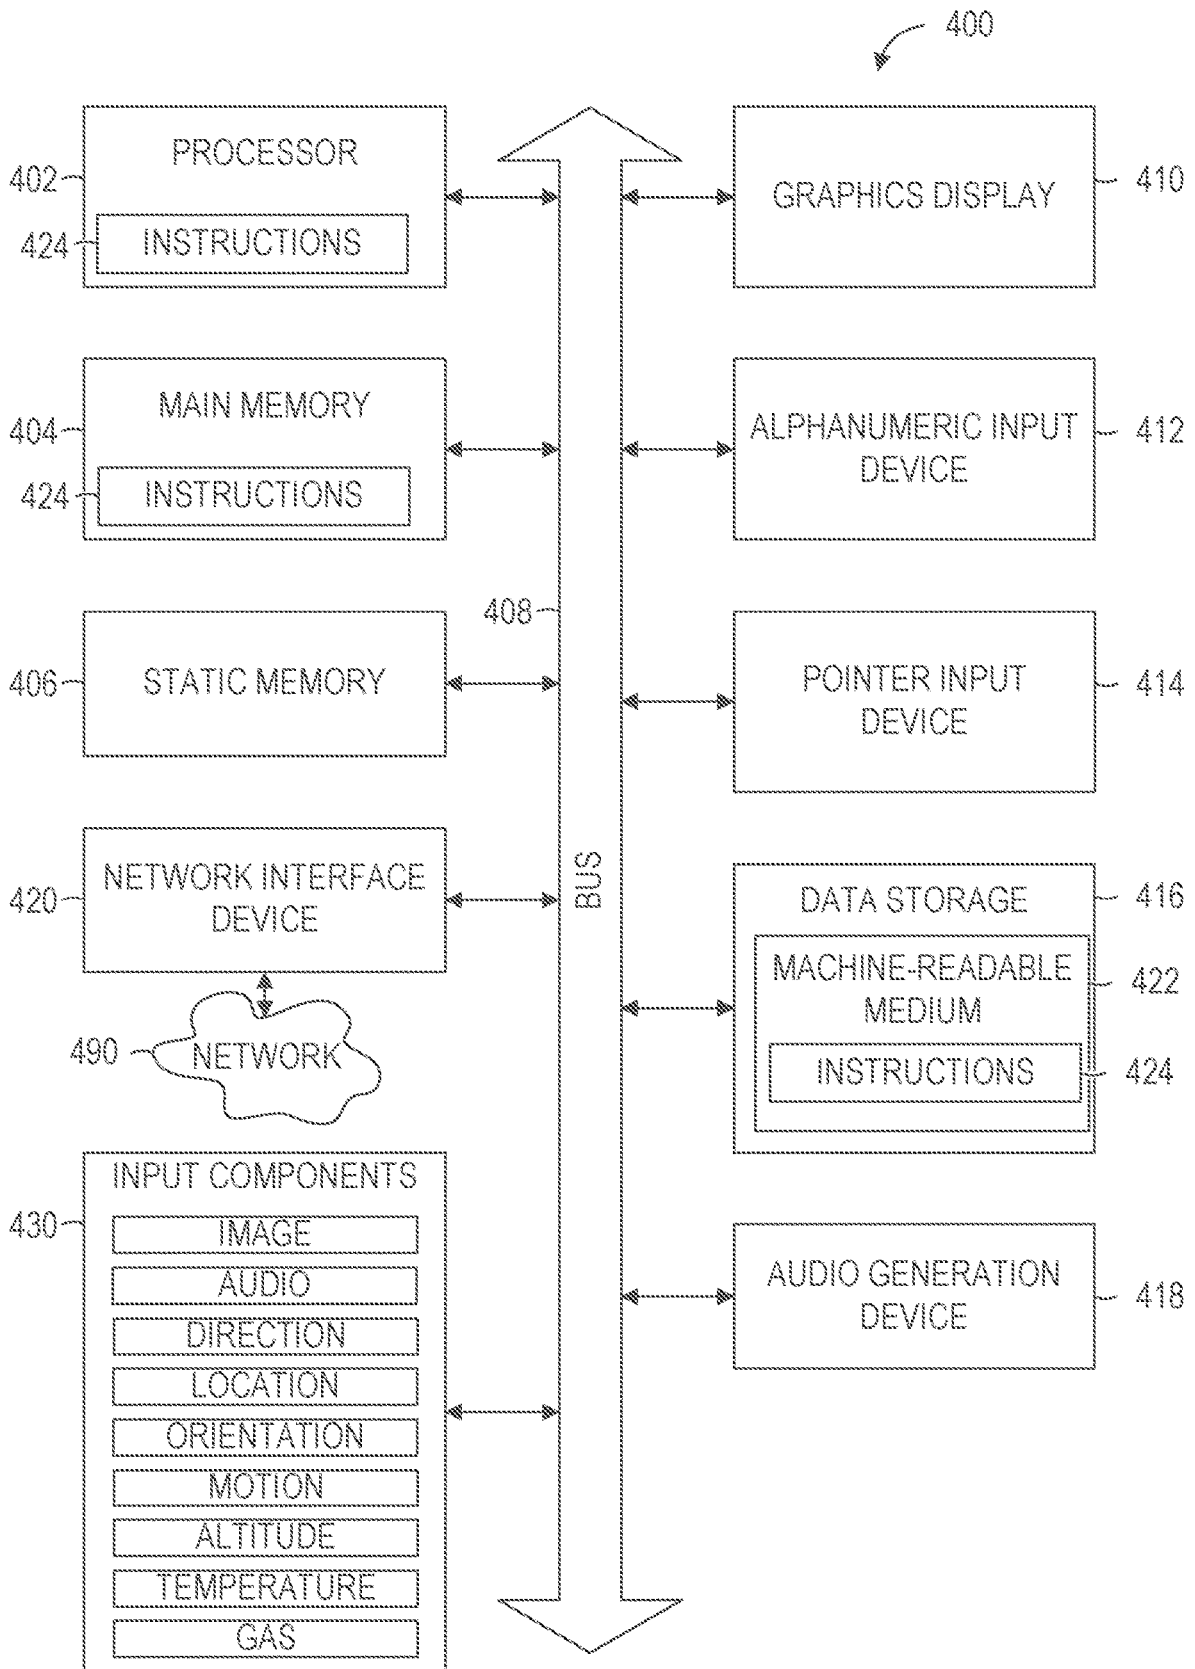 400
PROCESSOR
402
424
INSTRUCTIONS
MAIN MEMORY
404
424
INSTRUCTIONS
408
STATIC MEMORY
406
NETWORK INTERFACE
DEVICE
420
NETWORK
490
INPUT COMPONENTS
430
IMAGE
AUDIO
DIRECTION
LOCATION
ORIENTATION
MOTION
ALTITUDE
TEMPERATURE
GAS
BUS
GRAPHICS DISPLAY
410
ALPHANUMERIC INPUT
DEVICE
412
POINTER INPUT
DEVICE
414
DATA STORAGE
416
MACHINE-READABLE
MEDIUM
422
INSTRUCTIONS
424
AUDIO GENERATION
DEVICE
418